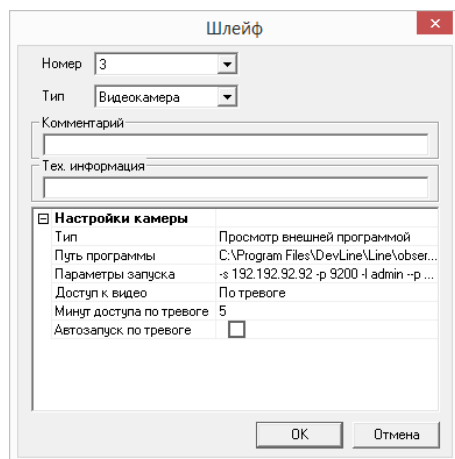 Шлейф
Номер 3
Тип Видеокамера
Комментарий
Тех. информация
Настройки камеры
Тип Просмотр внешней программой
Путь программы C:\Program Files\DevLine\Line\obser...
Параметры запуска -s 192.192.92.92 -p 9200 -l admin --p ...
Доступ к видео По тревоге
Минут доступа по тревоге 5
Автозапуск по тревоге
OK Отмена